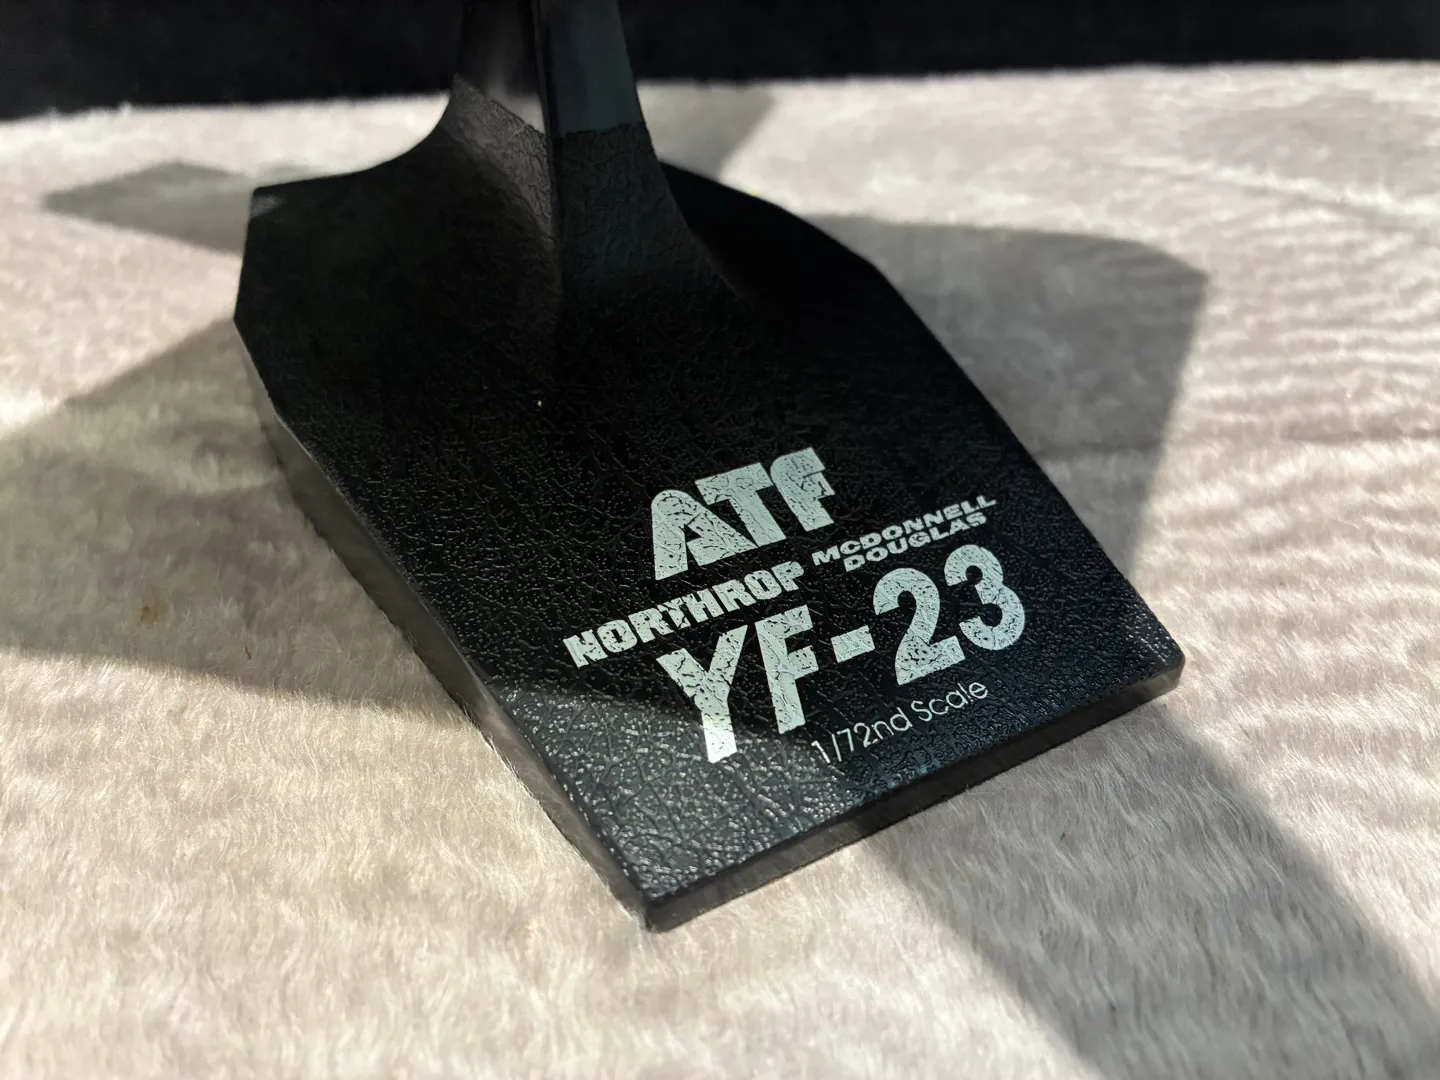 ATF
NORTHROP MCDONNELL DOUGLAS
YF-23
1/72nd Scale